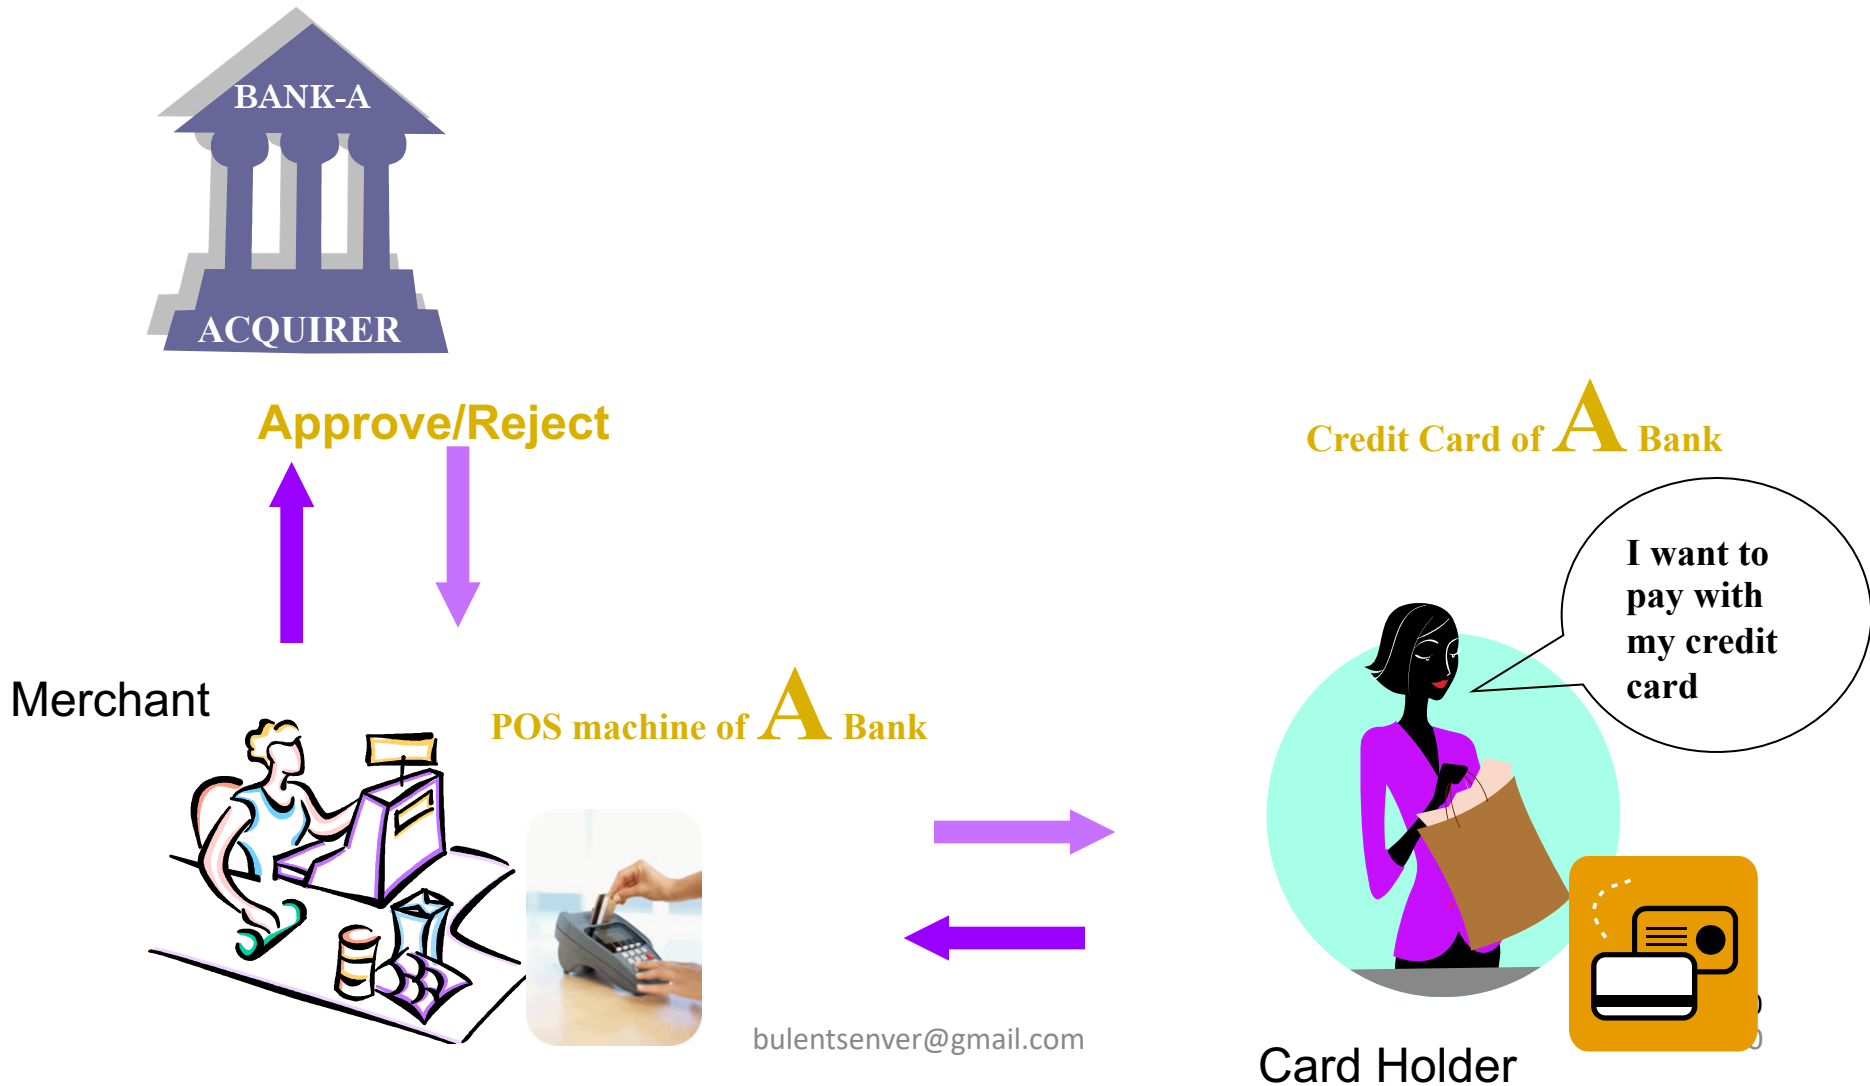 BANK-A
ACQUIRER
Approve/Reject
Credit Card of A Bank
I want to
pay with
my credit
card
Merchant
POS machine of A Bank
bulentsenver@gmail.com
Card Holder